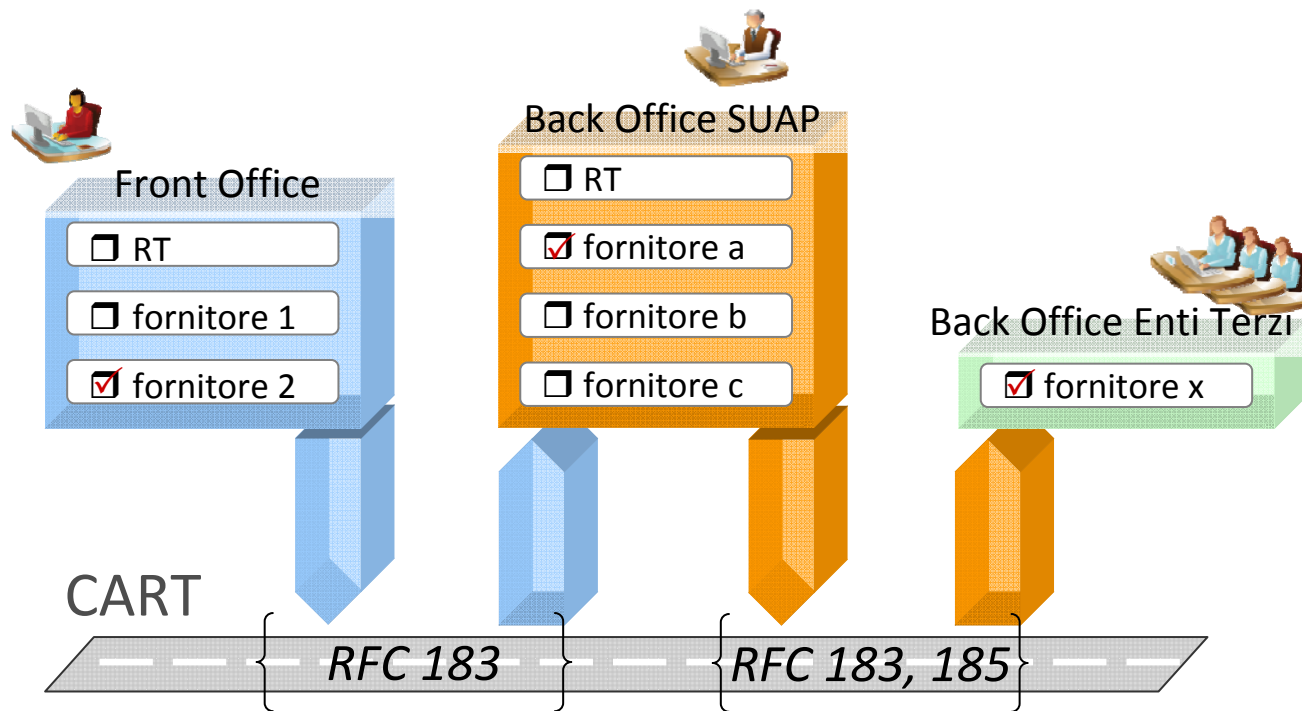 Front Office
RT
fornitore 1
fornitore 2
Back Office SUAP
RT
fornitore a
fornitore b
fornitore c
Back Office Enti Terzi
fornitore x
CART
RFC 183
RFC 183, 185